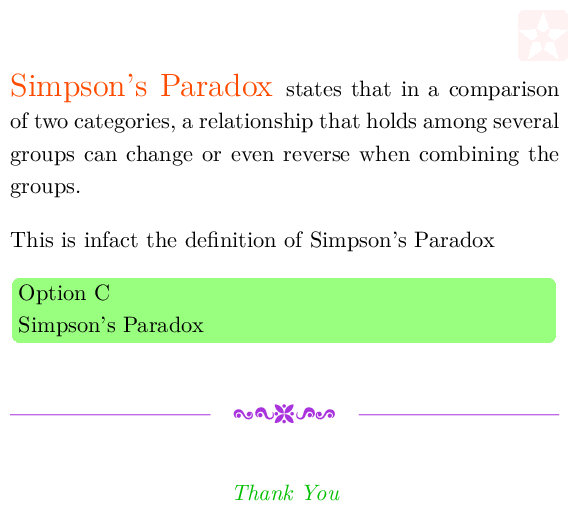 Simpson's Paradox states that in a comparison
of two categories, a relationship that holds among several
groups can change or even reverse when combining the
groups.
This is infact the definition of Simpson's Paradox
Option C
Simpson's Paradox
Thank You